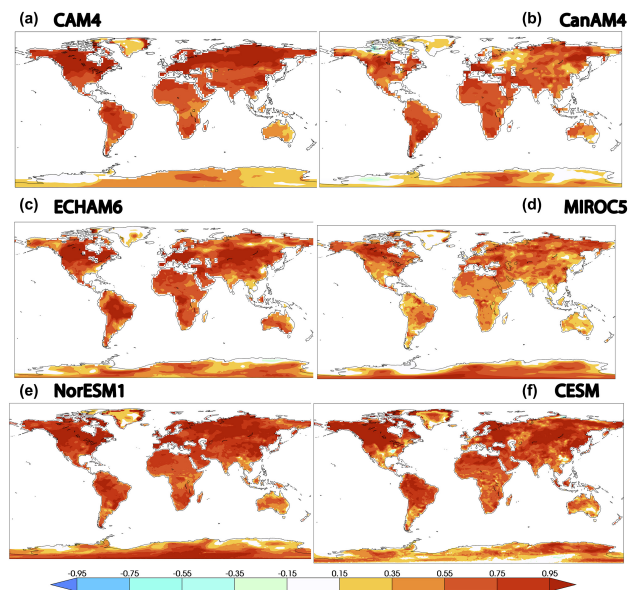 (a) CAM4
CanAM4 (b)
(c) ECHAM6
(d) MIROC5
(e) NorESM1
(f) CESM
-0.95 -0.75 -0.55 -0.35 -0.15 0.15 0.35 0.55 0.75 0.95